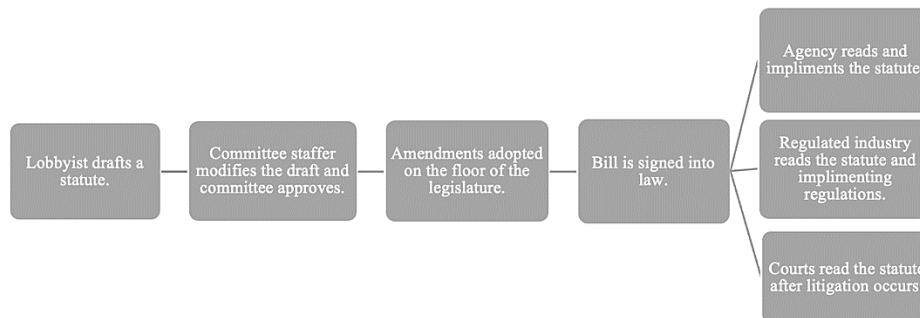 Lobbyist drafts a
statute.
Committee staffer
modifies the draft and
committee approves.
Amendments adopted
on the floor of the
legislature.
Bill is signed into
law.
Agency reads and
impliments the statute
Regulated industry
reads the statute and
implimenting
regulations.
Courts read the statute
after litigation occurs